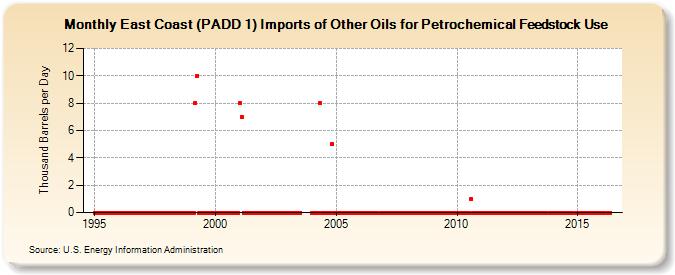 Monthly East Coast (PADD 1) Imports of Other Oils for Petrochemical Feedstock Use
Thousand Barrels per Day
12
10
8
6
4
2
0
1995 2000 2005 2010 2015
Source: U.S. Energy Information Administration